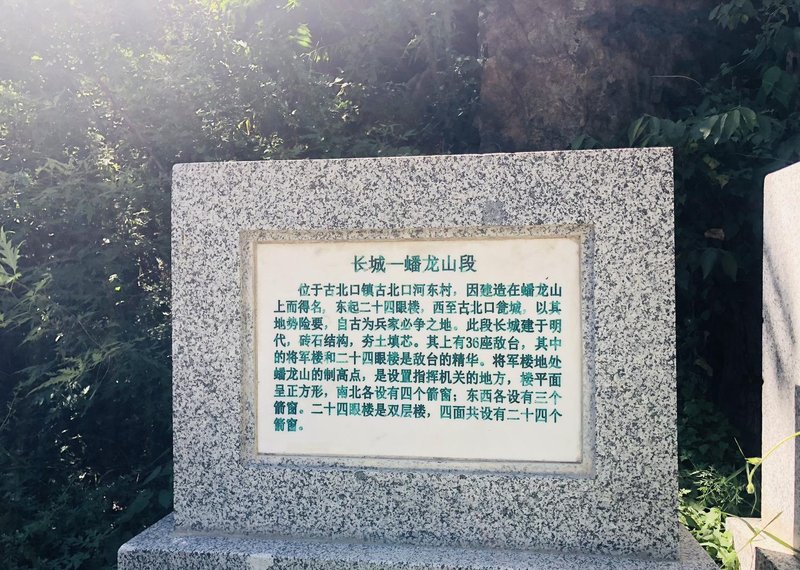 长城—蟠龙山段
位于古北口镇古北口河东村，因建造在蟠龙山
上而得名，东起二十四眼楼，西至古北口瓮城，以其
地势险要，自古为兵家必争之地。此段长城建于明
代，砖石结构，夯土填芯。其上有36座敌台，其中
的将军楼和二十四眼楼是敌台的精华。将军楼地处
蟠龙山的制高点，是设置指挥机关的地方，楼平面
呈正方形，南北各设有四个箭窗；东西各设有三个
箭窗。二十四眼楼是双层楼，四面共设有二十四个
箭窗。